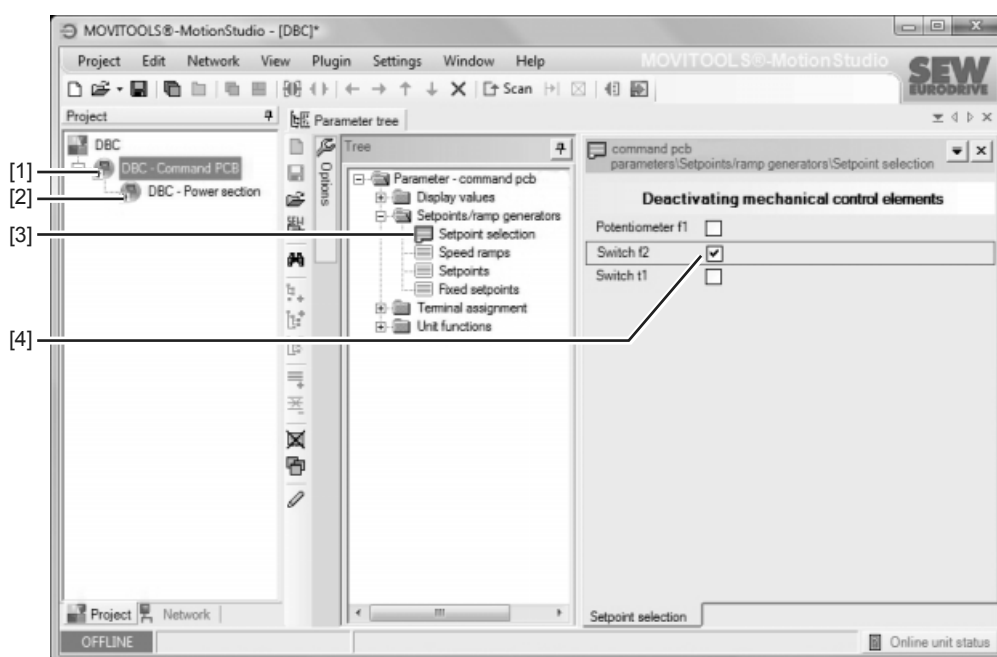 MOVITOOLS®-MotionStudio - [DBC]*
Project Edit Network View Plugin Settings Window Help
MOVITOOLS®-MotionStudio
SEW
EURODRIVE
Scan
Project
Parameter tree
[1]
[2]
[3]
[4]
DBC
DBC - Command PCB
DBC - Power section
Options
SEW
Tree
Parameter - command pcb
Display values
Setpoints/ramp generators
Setpoint selection
Speed ramps
Setpoints
Fixed setpoints
Terminal assignment
Unit functions
command pcb
parameters\Setpoints/ramp generators\Setpoint selection
Deactivating mechanical control elements
Potentiometer f1
Switch f2
Switch t1
Project Network
Setpoint selection
OFFLINE
Online unit status